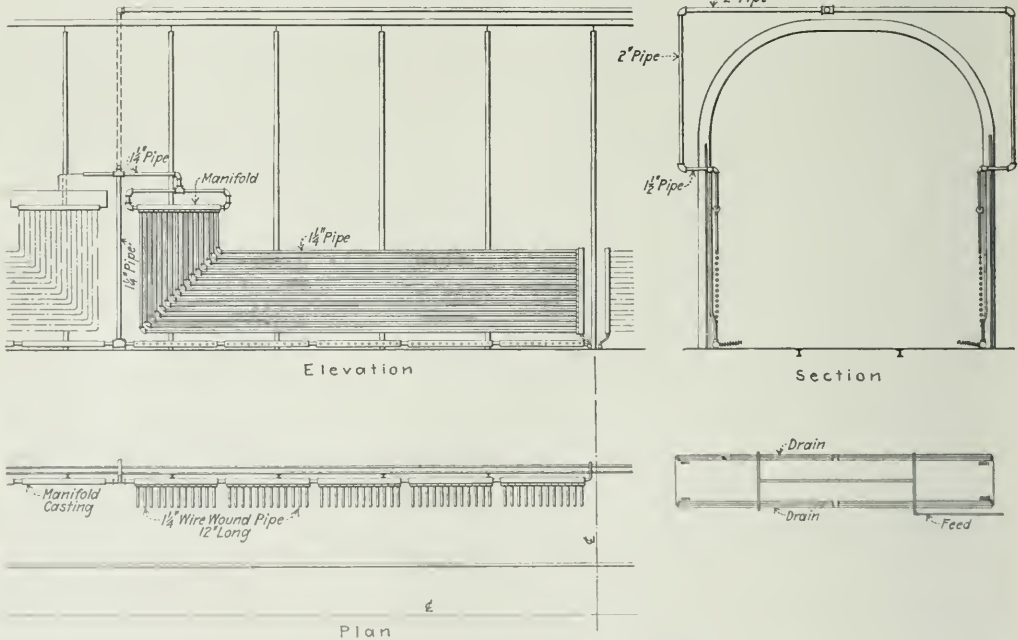 1¼" Pipe
Manifold
1¼" Pipe
1¼" Pipe
Elevation
2" Pipe
2" Pipe
1½" Pipe
Section
Manifold
Casting
1¼" Wire Wound Pipe
12" Long
℄
℄
Plan
Drain
Drain
Feed